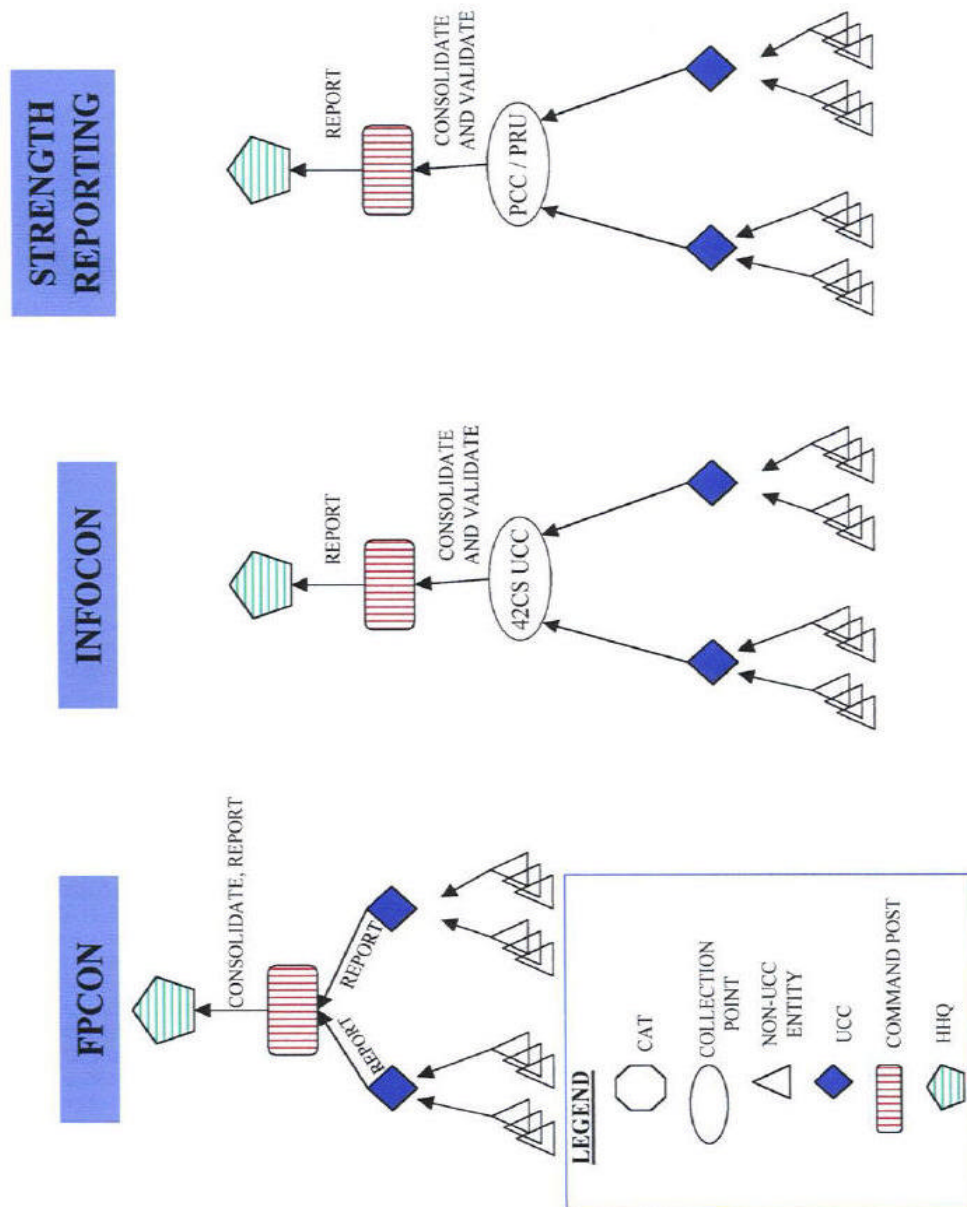 FPCON
CONSOLIDATE, REPORT
REPORT
REPORT
INFOCON
REPORT
CONSOLIDATE
AND VALIDATE
42CS UCC
STRENGTH
REPORTING
REPORT
CONSOLIDATE
AND VALIDATE
PCC / PRU
LEGEND
CAT
COLLECTION
POINT
NON-UCC
ENTITY
UCC
COMMAND POST
HHQ